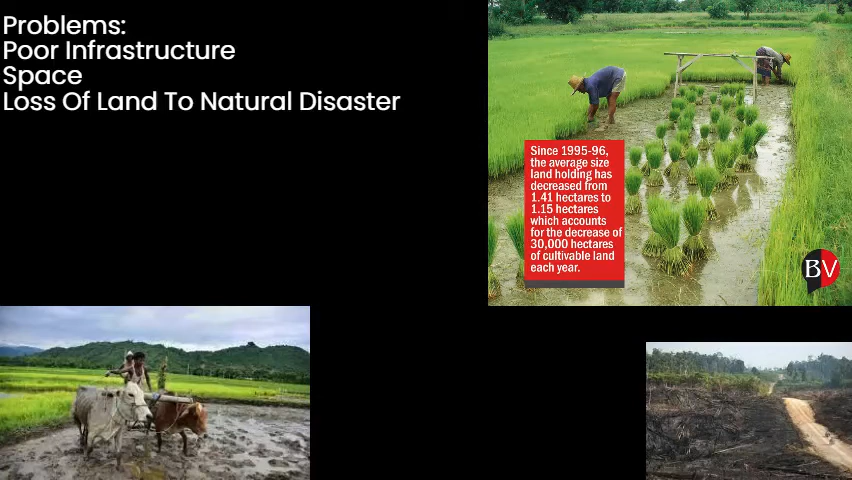 Problems:
Poor Infrastructure
Space
Loss Of Land To Natural Disaster
Since 1995-96,
the average size
land holding has
decreased from
1.41 hectares to
1.15 hectares
which accounts
for the decrease of
30,000 hectares
of cultivable land
each year.
BV